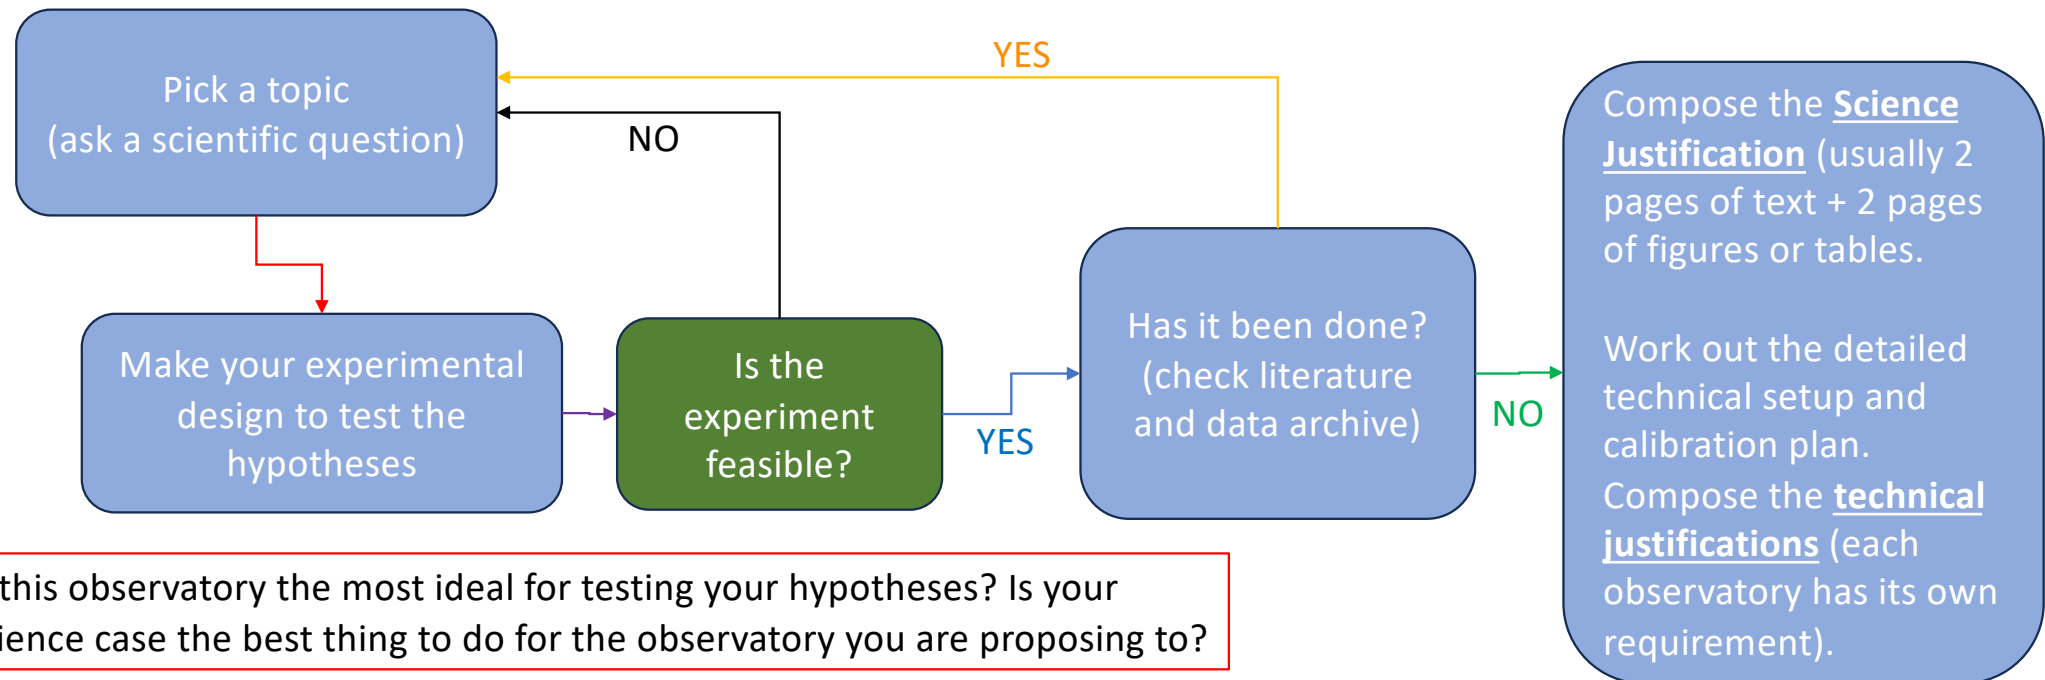 Pick a topic
(ask a scientific question)
YES
NO
Make your experimental
design to test the
hypotheses
Is the
experiment
feasible?
YES
Has it been done?
(check literature
and data archive)
NO
Compose the Science
Justification (usually 2
pages of text + 2 pages
of figures or tables.
Work out the detailed
technical setup and
calibration plan.
Compose the technical
justifications (each
observatory has its own
requirement).
this observatory the most ideal for testing your hypotheses? Is your
ience case the best thing to do for the observatory you are proposing to?